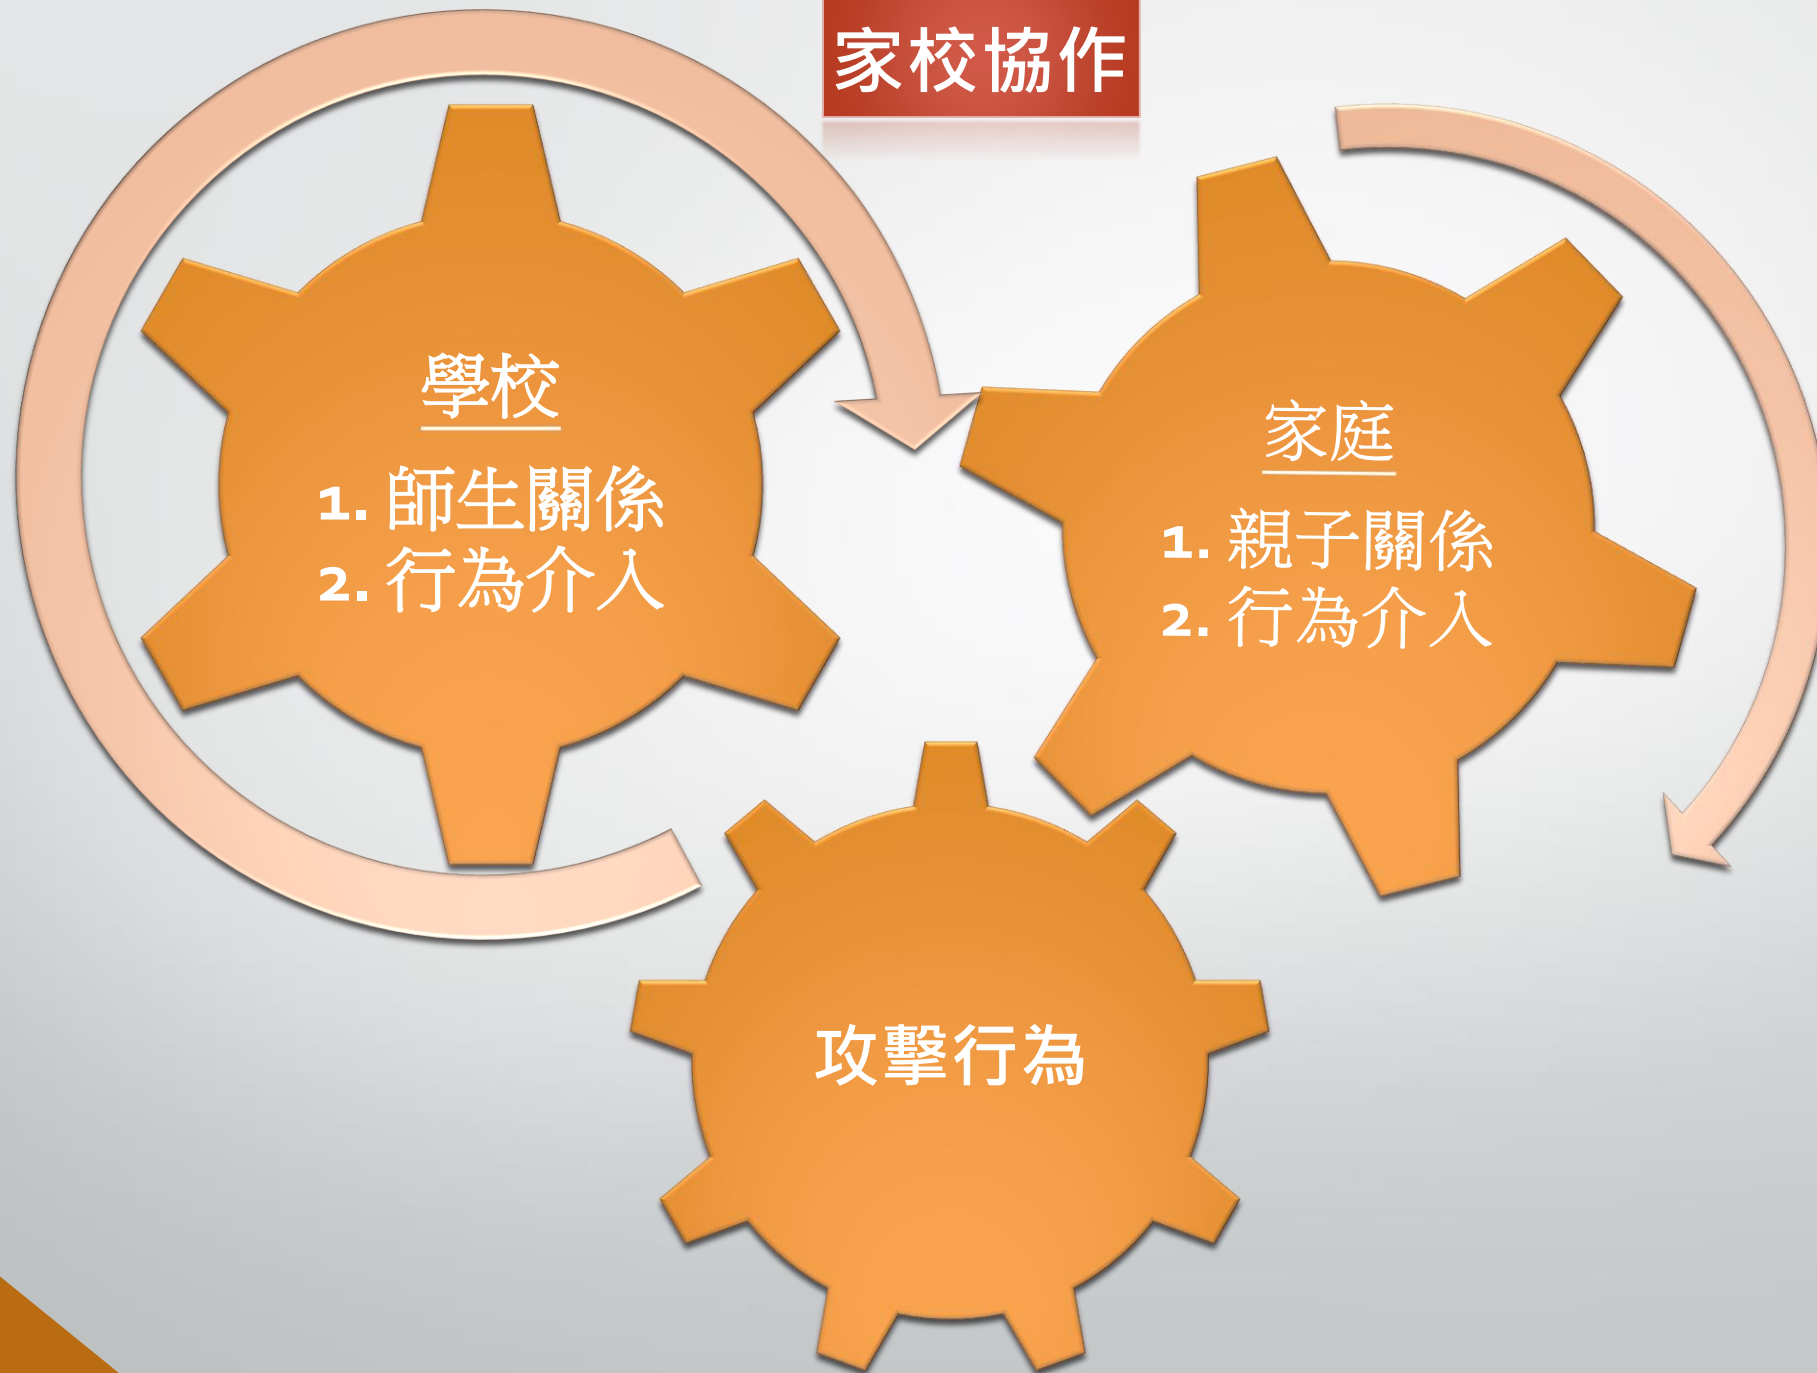 家校協作
學校
1. 師生關係
2. 行為介入
家庭
1. 親子關係
2. 行為介入
攻擊行為